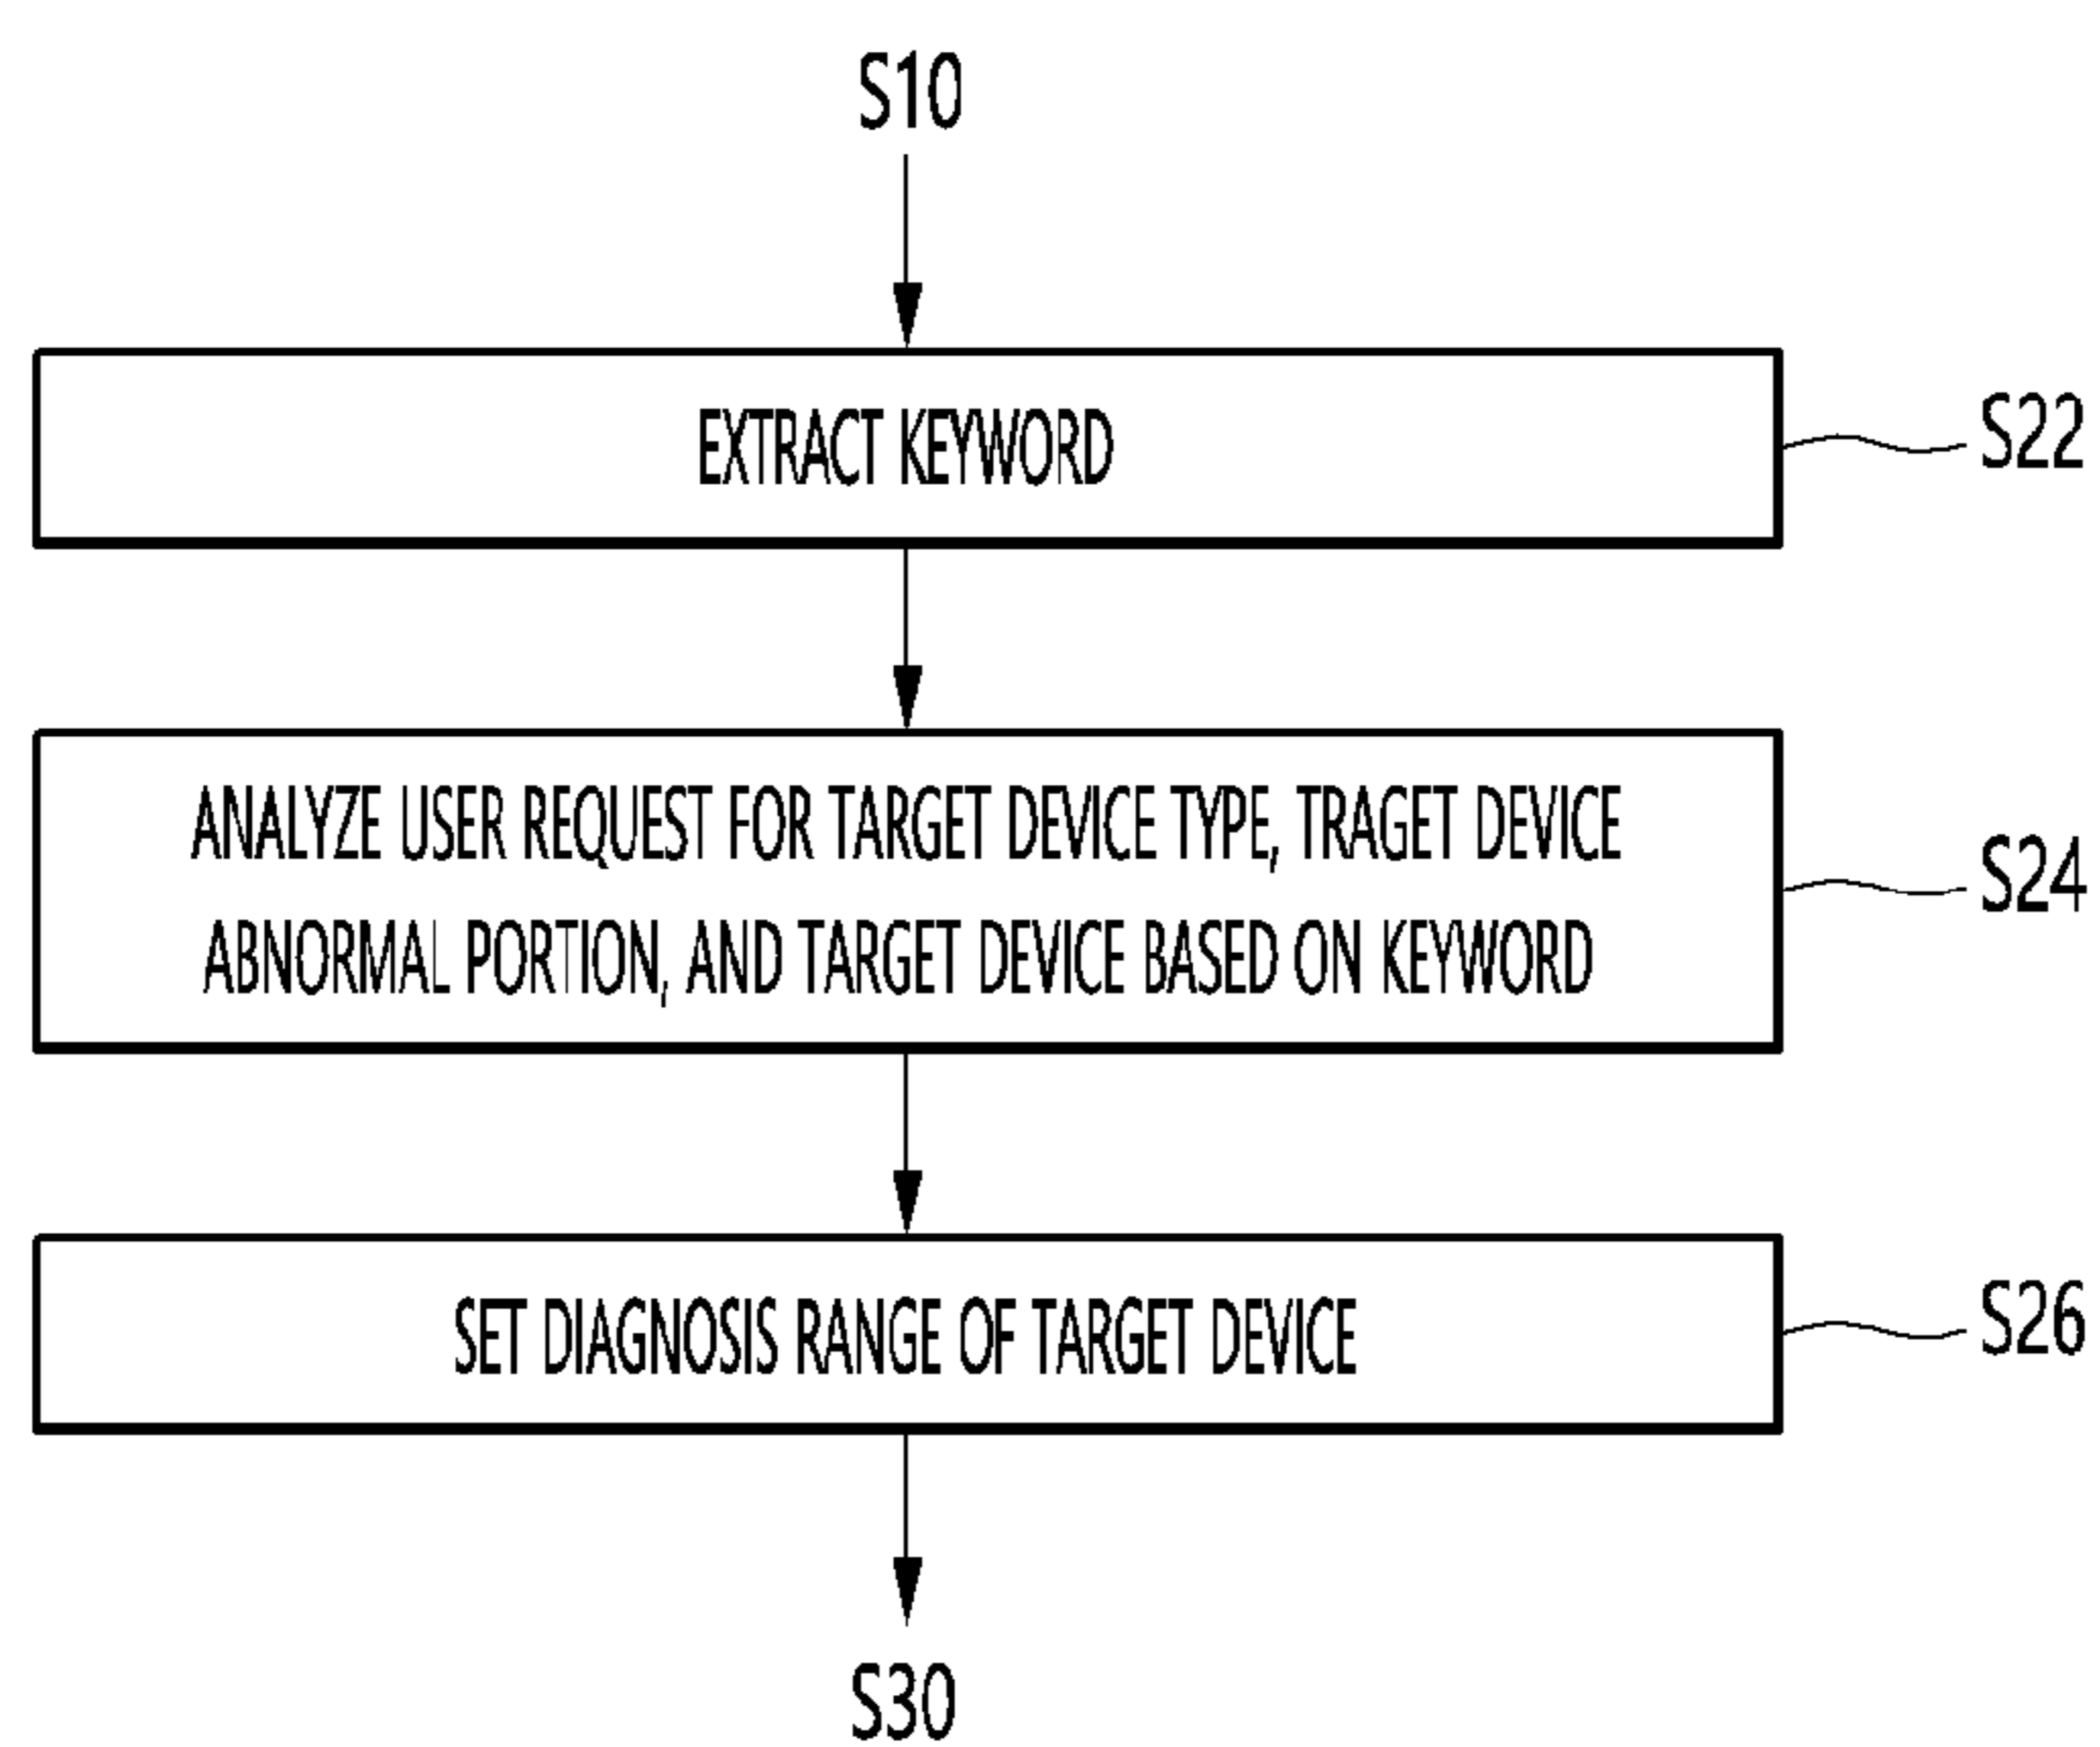 S10
EXTRACT KEYWORD
S22
ANALYZE USER REQUEST FOR TARGET DEVICE TYPE, TRAGET DEVICE
ABNORMAL PORTION, AND TARGET DEVICE BASED ON KEYWORD
S24
SET DIAGNOSIS RANGE OF TARGET DEVICE
S26
S30